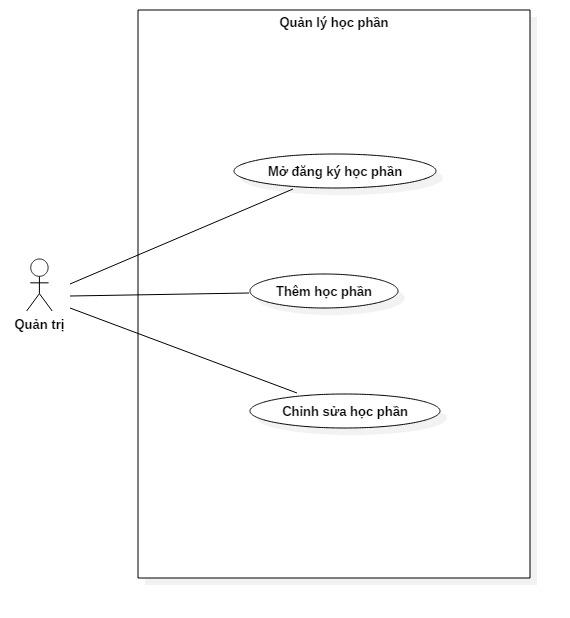 Quản lý học phần
Mở đăng ký học phần
Thêm học phần
Quản trị
Chỉnh sửa học phần